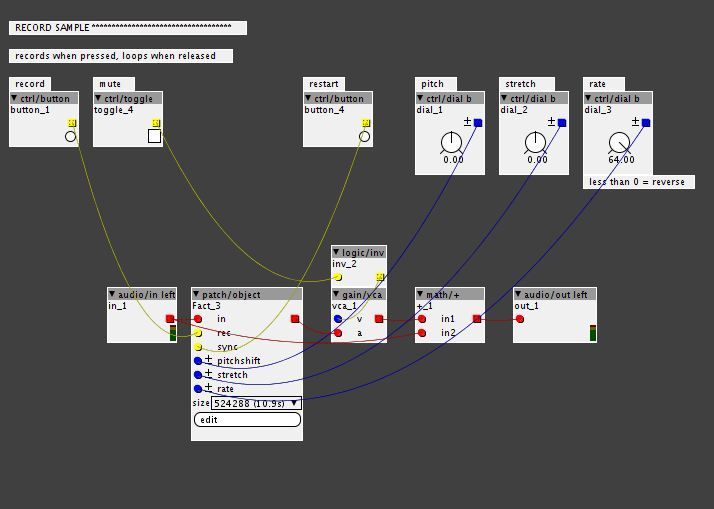 RECORD SAMPLE ***********************************
records when pressed, loops when released
record
mute
restart
pitch
stretch
rate
ctrl/button
ctrl/toggle
ctrl/button
ctrl/dial b
ctrl/dial b
ctrl/dial b
button_1
toggle_4
button_4
dial_1
dial_2
dial_3
±
±
±
0.00
0.00
64.00
less than 0 = reverse
logic/inv
inv_2
audio/in left
patch/object
gain/vca
math/+
audio/out left
in_1
Fact_3
vca_1
+_1
out_1
in
v
in1
rec
a
in2
sync
± pitchshift
± stretch
± rate
size 524288 (10.9s)
edit